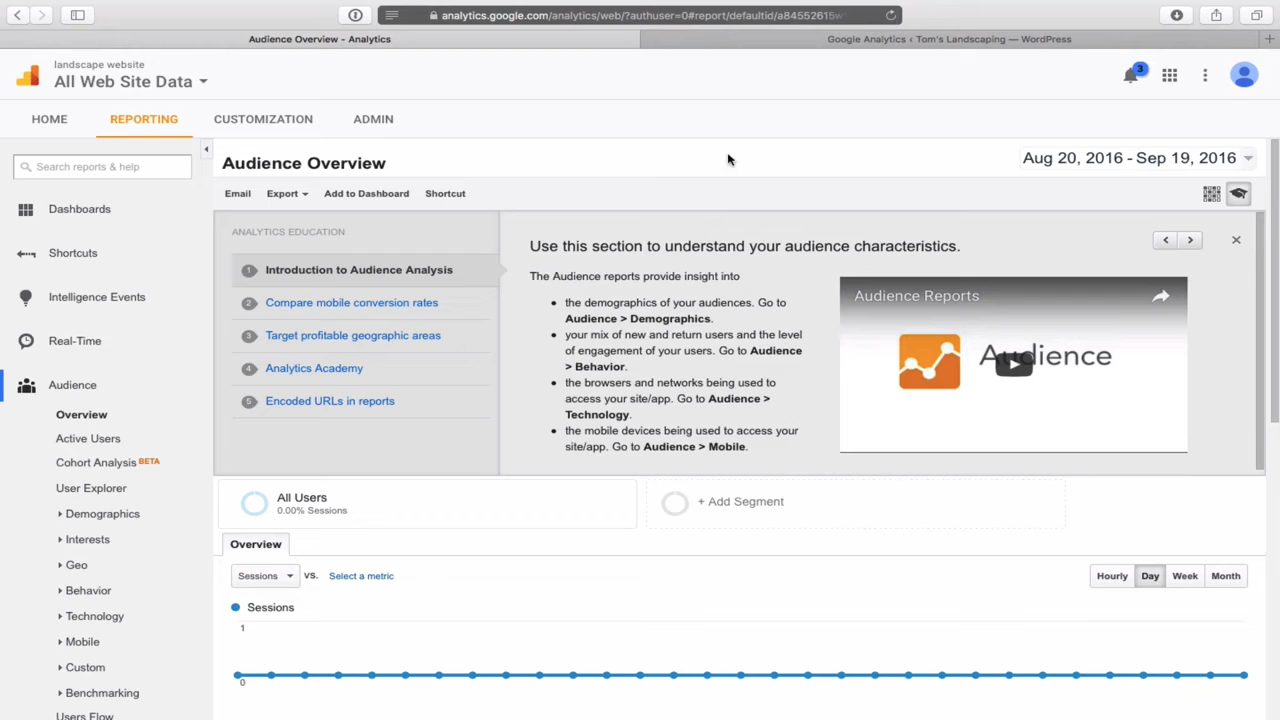 analytics.google.com/analytics/web/?authuser=0#report/defaultid/a84552615w
Audience Overview – Analytics
Google Analytics ‹ Tom's Landscaping — WordPress
landscape website
All Web Site Data
3
HOME
REPORTING
CUSTOMIZATION
ADMIN
Search reports & help
Dashboards
Shortcuts
Intelligence Events
Real-Time
Audience
Overview
Active Users
Cohort Analysis BETA
User Explorer
Demographics
Interests
Geo
Behavior
Technology
Mobile
Custom
Benchmarking
Users Flow
Audience Overview
Aug 20, 2016 - Sep 19, 2016
Email
Export
Add to Dashboard
Shortcut
ANALYTICS EDUCATION
1 Introduction to Audience Analysis
2 Compare mobile conversion rates
3 Target profitable geographic areas
4 Analytics Academy
5 Encoded URLs in reports
Use this section to understand your audience characteristics.
The Audience reports provide insight into
• the demographics of your audiences. Go to
Audience > Demographics.
• your mix of new and return users and the level
of engagement of your users. Go to Audience
> Behavior.
• the browsers and networks being used to
access your site/app. Go to Audience >
Technology.
• the mobile devices being used to access your
site/app. Go to Audience > Mobile.
Audience Reports
Audience
All Users
0.00% Sessions
+ Add Segment
Overview
Sessions
VS.
Select a metric
Hourly
Day
Week
Month
Sessions
1
0